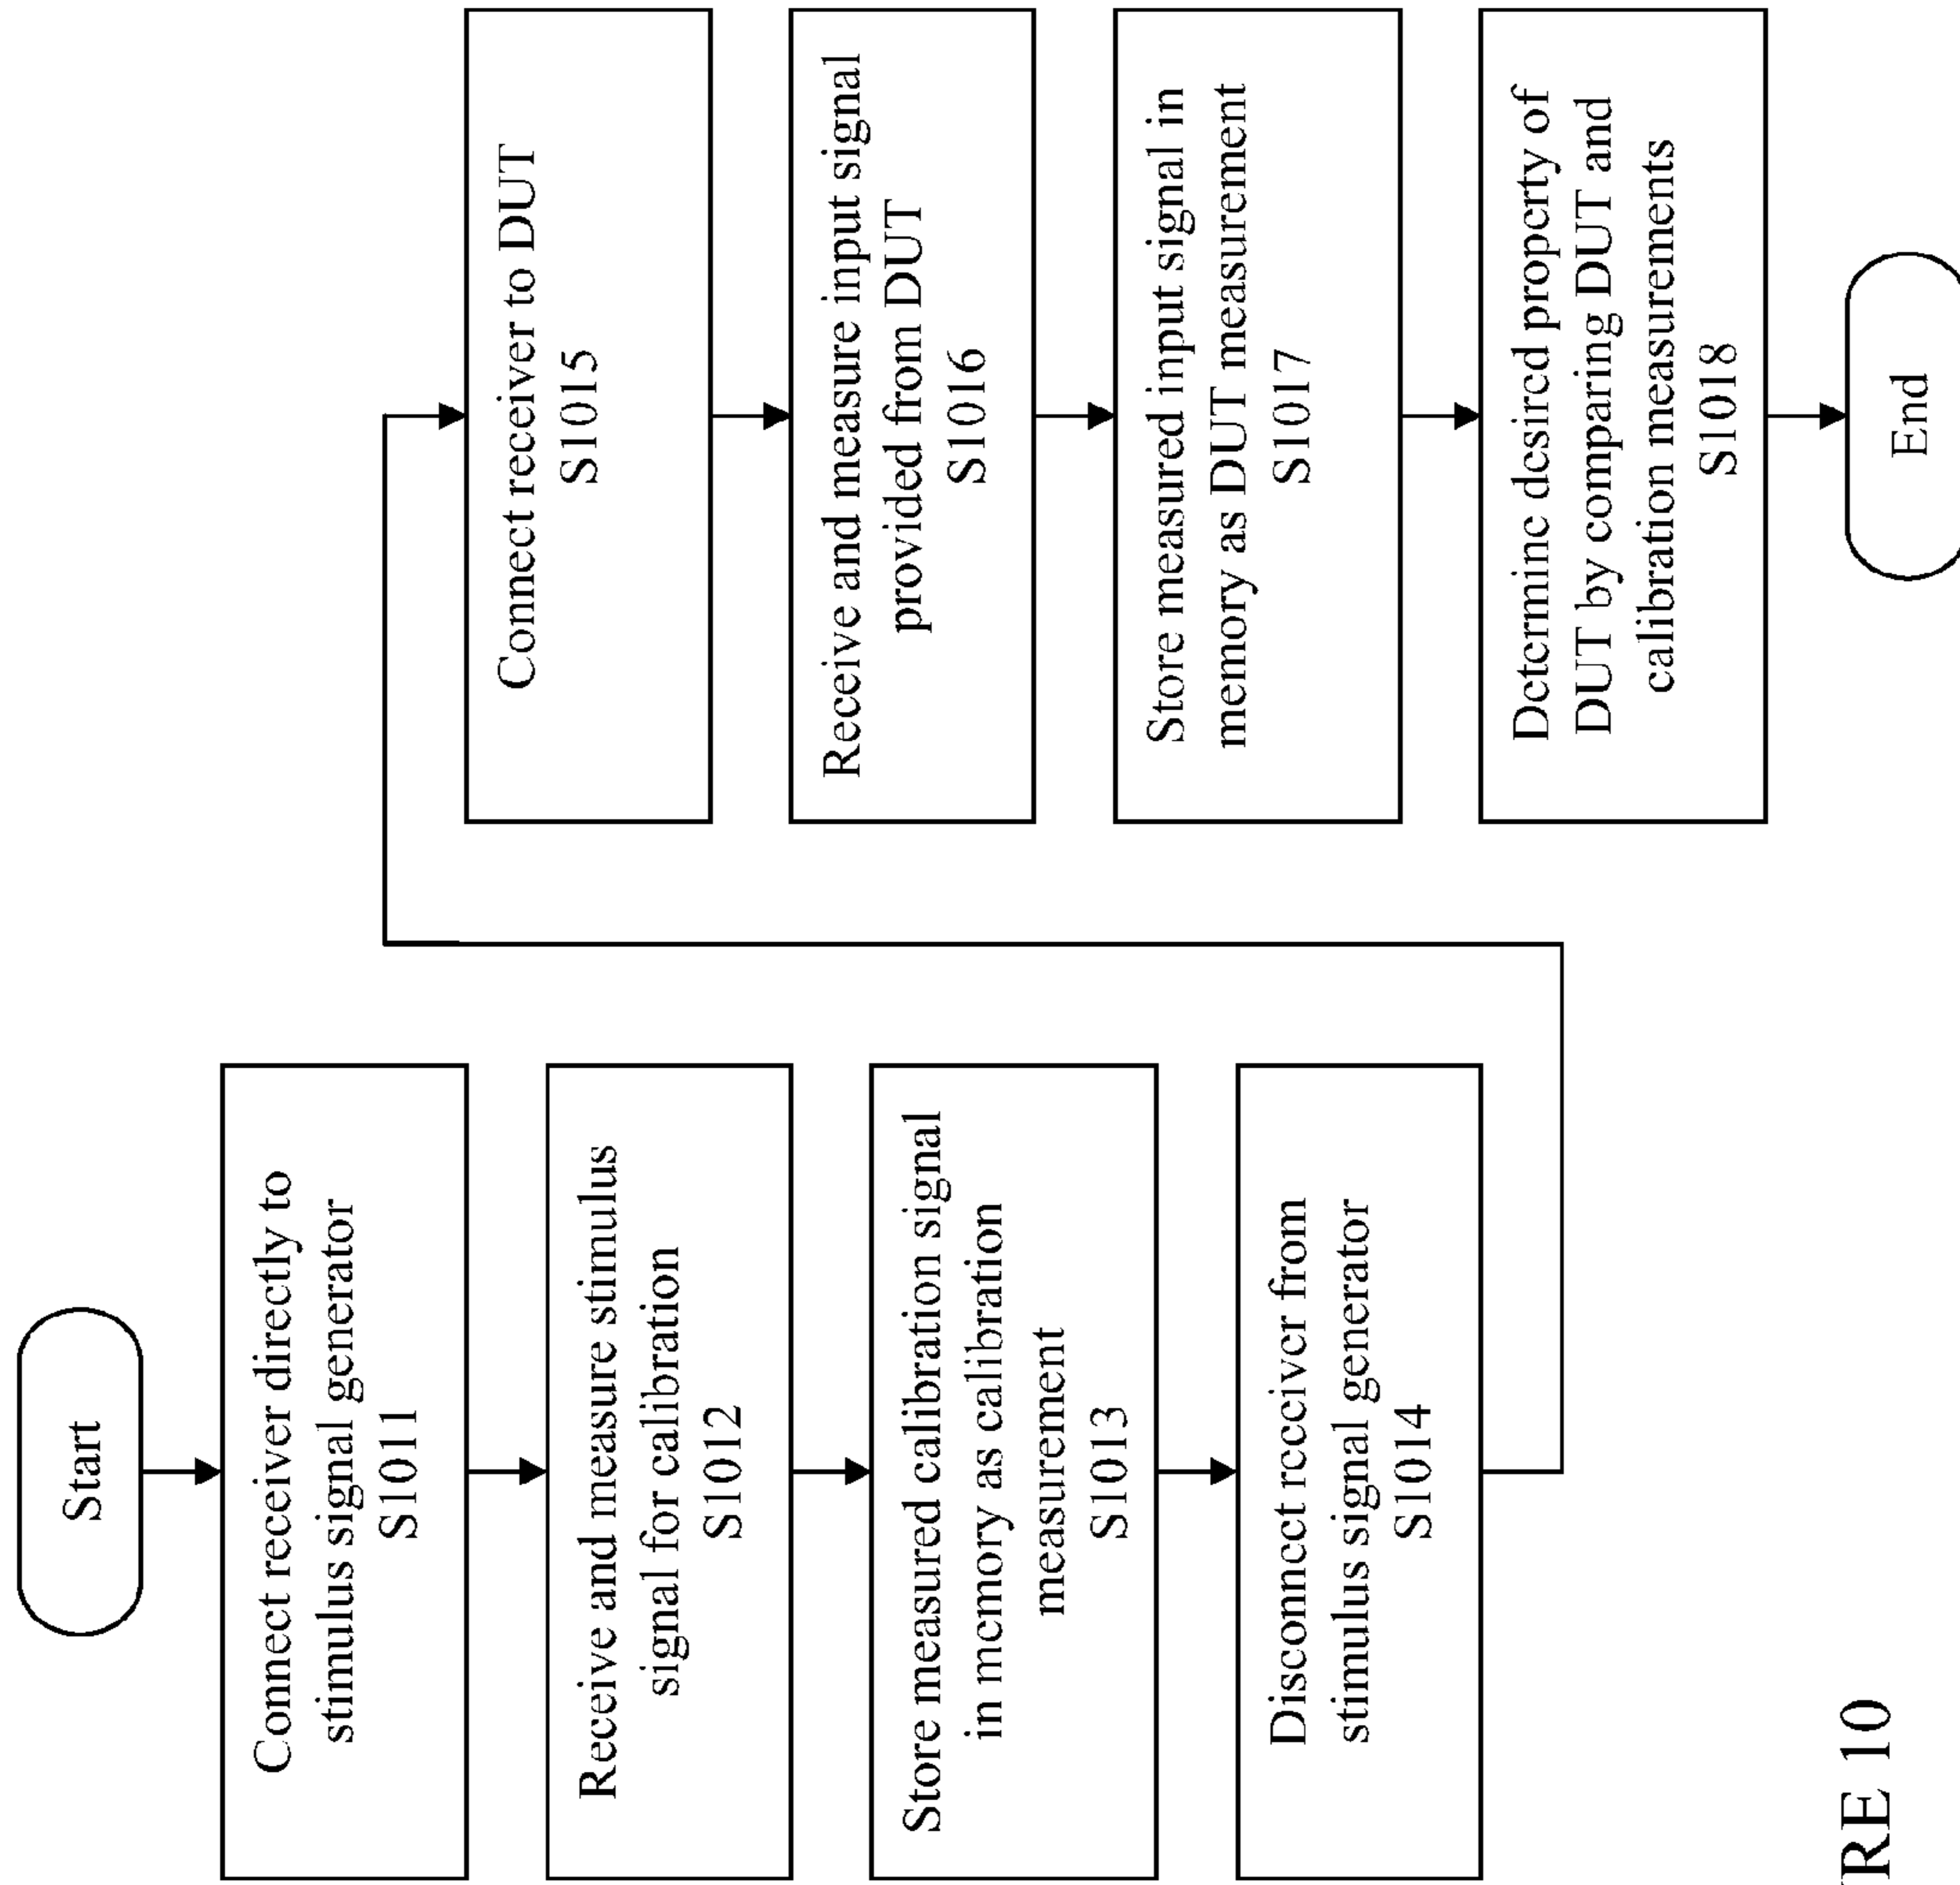 Start
Connect receiver directly to
stimulus signal generator
S1011
Receive and measure stimulus
signal for calibration
S1012
Store measured calibration signal
in memory as calibration
measurement
S1013
Disconnect receiver from
stimulus signal generator
S1014
Connect receiver to DUT
S1015
Receive and measure input signal
provided from DUT
S1016
Store measured input signal in
memory as DUT measurement
S1017
Determine desired property of
DUT by comparing DUT and
calibration measurements
S1018
End
RE 10